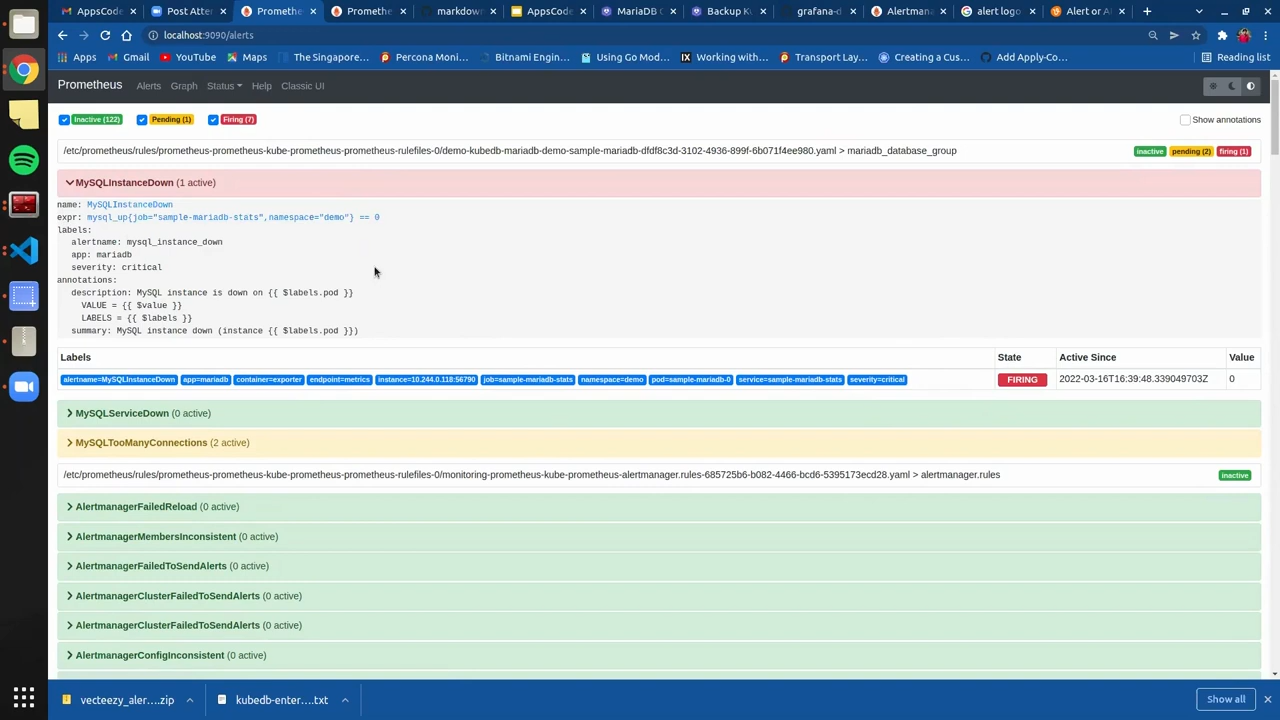 GMail AppsCo
Post Atter
Prometheu
Promethe
markdown
AppsCode
MariaDB C
Backup Kv
grafana-d
Alertman
alert logo
Alert or Al
localhost:9090/alerts
Apps
Gmail
YouTube
Maps
The Singapore...
Percona Moni...
Bitnami Engin...
Using Go Mod...
Working with...
Transport Lay...
Creating a Cus...
Add Apply-Co...
Reading list
Prometheus Alerts Graph Status Help Classic UI
Inactive (122) Pending (1) Firing (7) Show annotations
/etc/prometheus/rules/prometheus-prometheus-kube-prometheus-prometheus-rulefiles-0/demo-kubedb-mariadb-demo-sample-mariadb-dfdf8c3d-3102-4936-899f-6b071f4ee980.yaml > mariadb_database_group inactive pending (2) firing (1)
MySQLInstanceDown (1 active)
name: MySQLInstanceDown
expr: mysql_up{job="sample-mariadb-stats",namespace="demo"} == 0
labels:
alertname: mysql_instance_down
app: mariadb
severity: critical
annotations:
description: MySQL instance is down on {{ $labels.pod }}
VALUE = {{ $value }}
LABELS = {{ $labels }}
summary: MySQL instance down (instance {{ $labels.pod }})
Labels State Active Since Value
alertname=MySQLInstanceDown app=mariadb container=exporter endpoint=metrics instance=10.244.0.118:56790 job=sample-mariadb-stats namespace=demo pod=sample-mariadb-0 service=sample-mariadb-stats severity=critical FIRING 2022-03-16T16:39:48.339049703Z 0
MySQLServiceDown (0 active)
MySQLTooManyConnections (2 active)
/etc/prometheus/rules/prometheus-prometheus-kube-prometheus-prometheus-rulefiles-0/monitoring-prometheus-kube-prometheus-alertmanager.rules-685725b6-b082-4466-bcd6-5395173ecd28.yaml > alertmanager.rules inactive
AlertmanagerFailedReload (0 active)
AlertmanagerMembersInconsistent (0 active)
AlertmanagerFailedToSendAlerts (0 active)
AlertmanagerClusterFailedToSendAlerts (0 active)
AlertmanagerClusterFailedToSendAlerts (0 active)
AlertmanagerConfigInconsistent (0 active)
vecteezy_aler....zip
kubedb-enter....txt
Show all